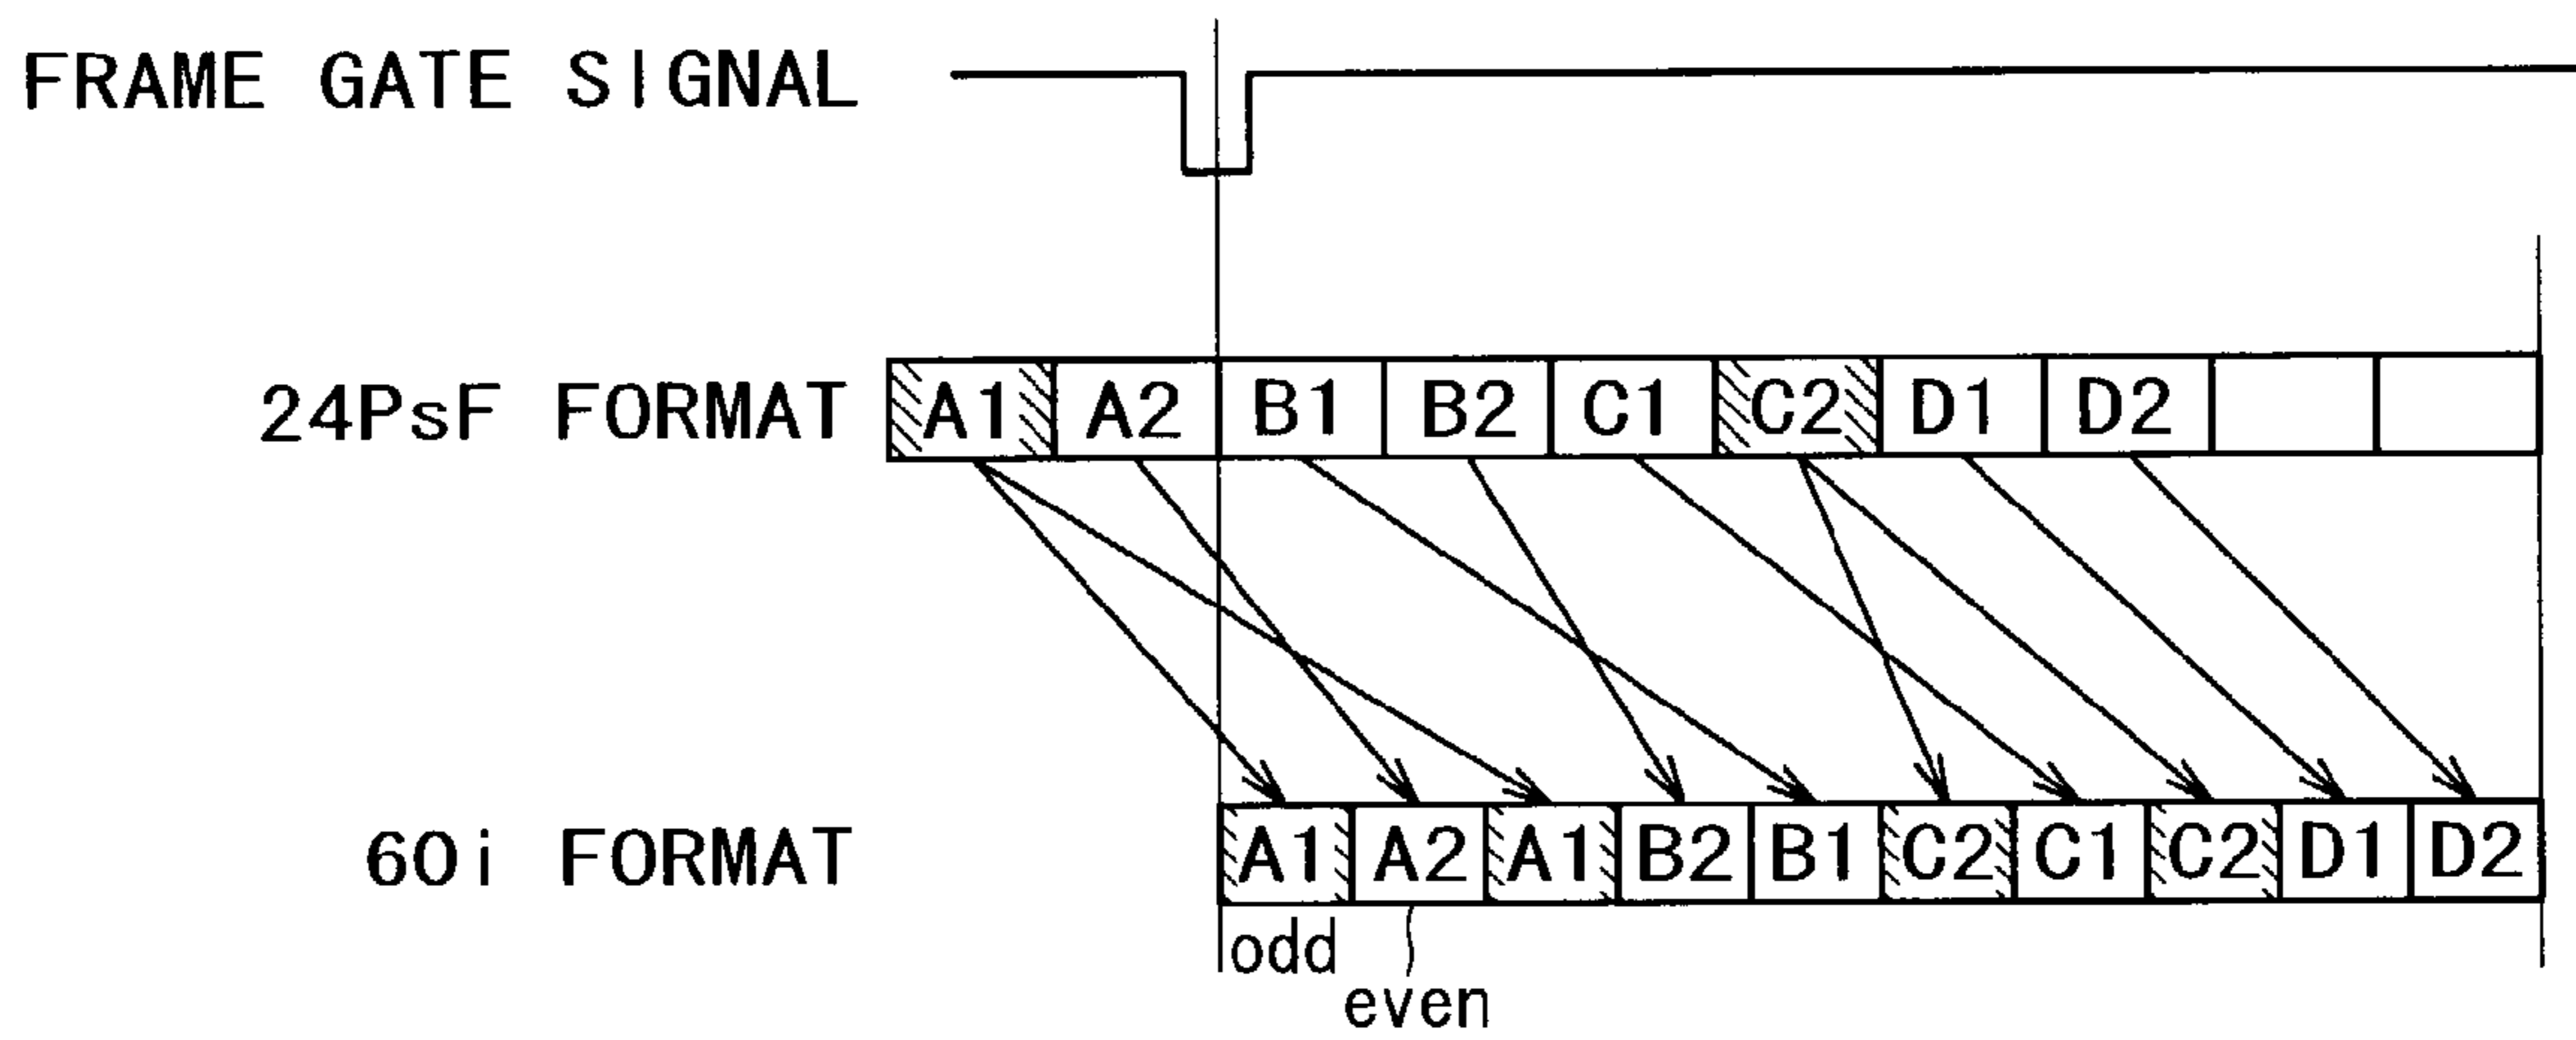 FRAME GATE SIGNAL
24PsF FORMAT A1 A2 B1 B2 C1 C2 D1 D2
60i FORMAT A1 A2 A1 B2 B1 C2 C1 C2 D1 D2
odd
even